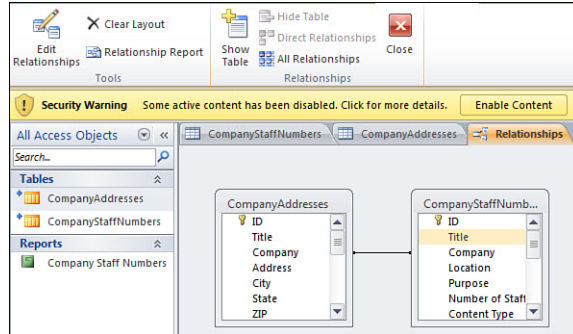 Edit Relationships
Clear Layout
Relationship Report
Tools
Show Table
Hide Table
Direct Relationships
All Relationships
Close
Relationships
Security Warning Some active content has been disabled. Click for more details. Enable Content
All Access Objects
Search...
Tables
CompanyAddresses
CompanyStaffNumbers
Reports
Company Staff Numbers
CompanyStaffNumbers CompanyAddresses Relationships
CompanyAddresses
ID
Title
Company
Address
City
State
ZIP
CompanyStaffNumb...
ID
Title
Company
Location
Purpose
Number of Staff
Content Type